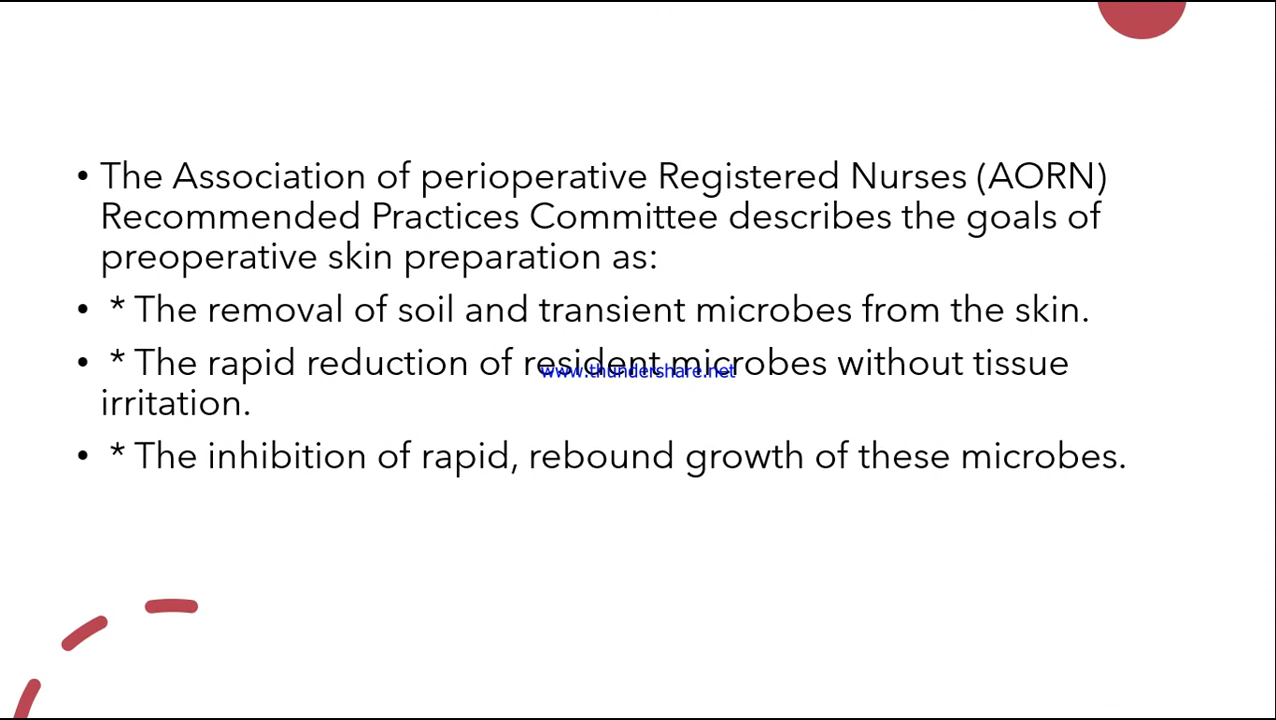 • The Association of perioperative Registered Nurses (AORN)
Recommended Practices Committee describes the goals of
preoperative skin preparation as:
• * The removal of soil and transient microbes from the skin.
• * The rapid reduction of resident microbes without tissue
www.thundershare.net
irritation.
• * The inhibition of rapid, rebound growth of these microbes.